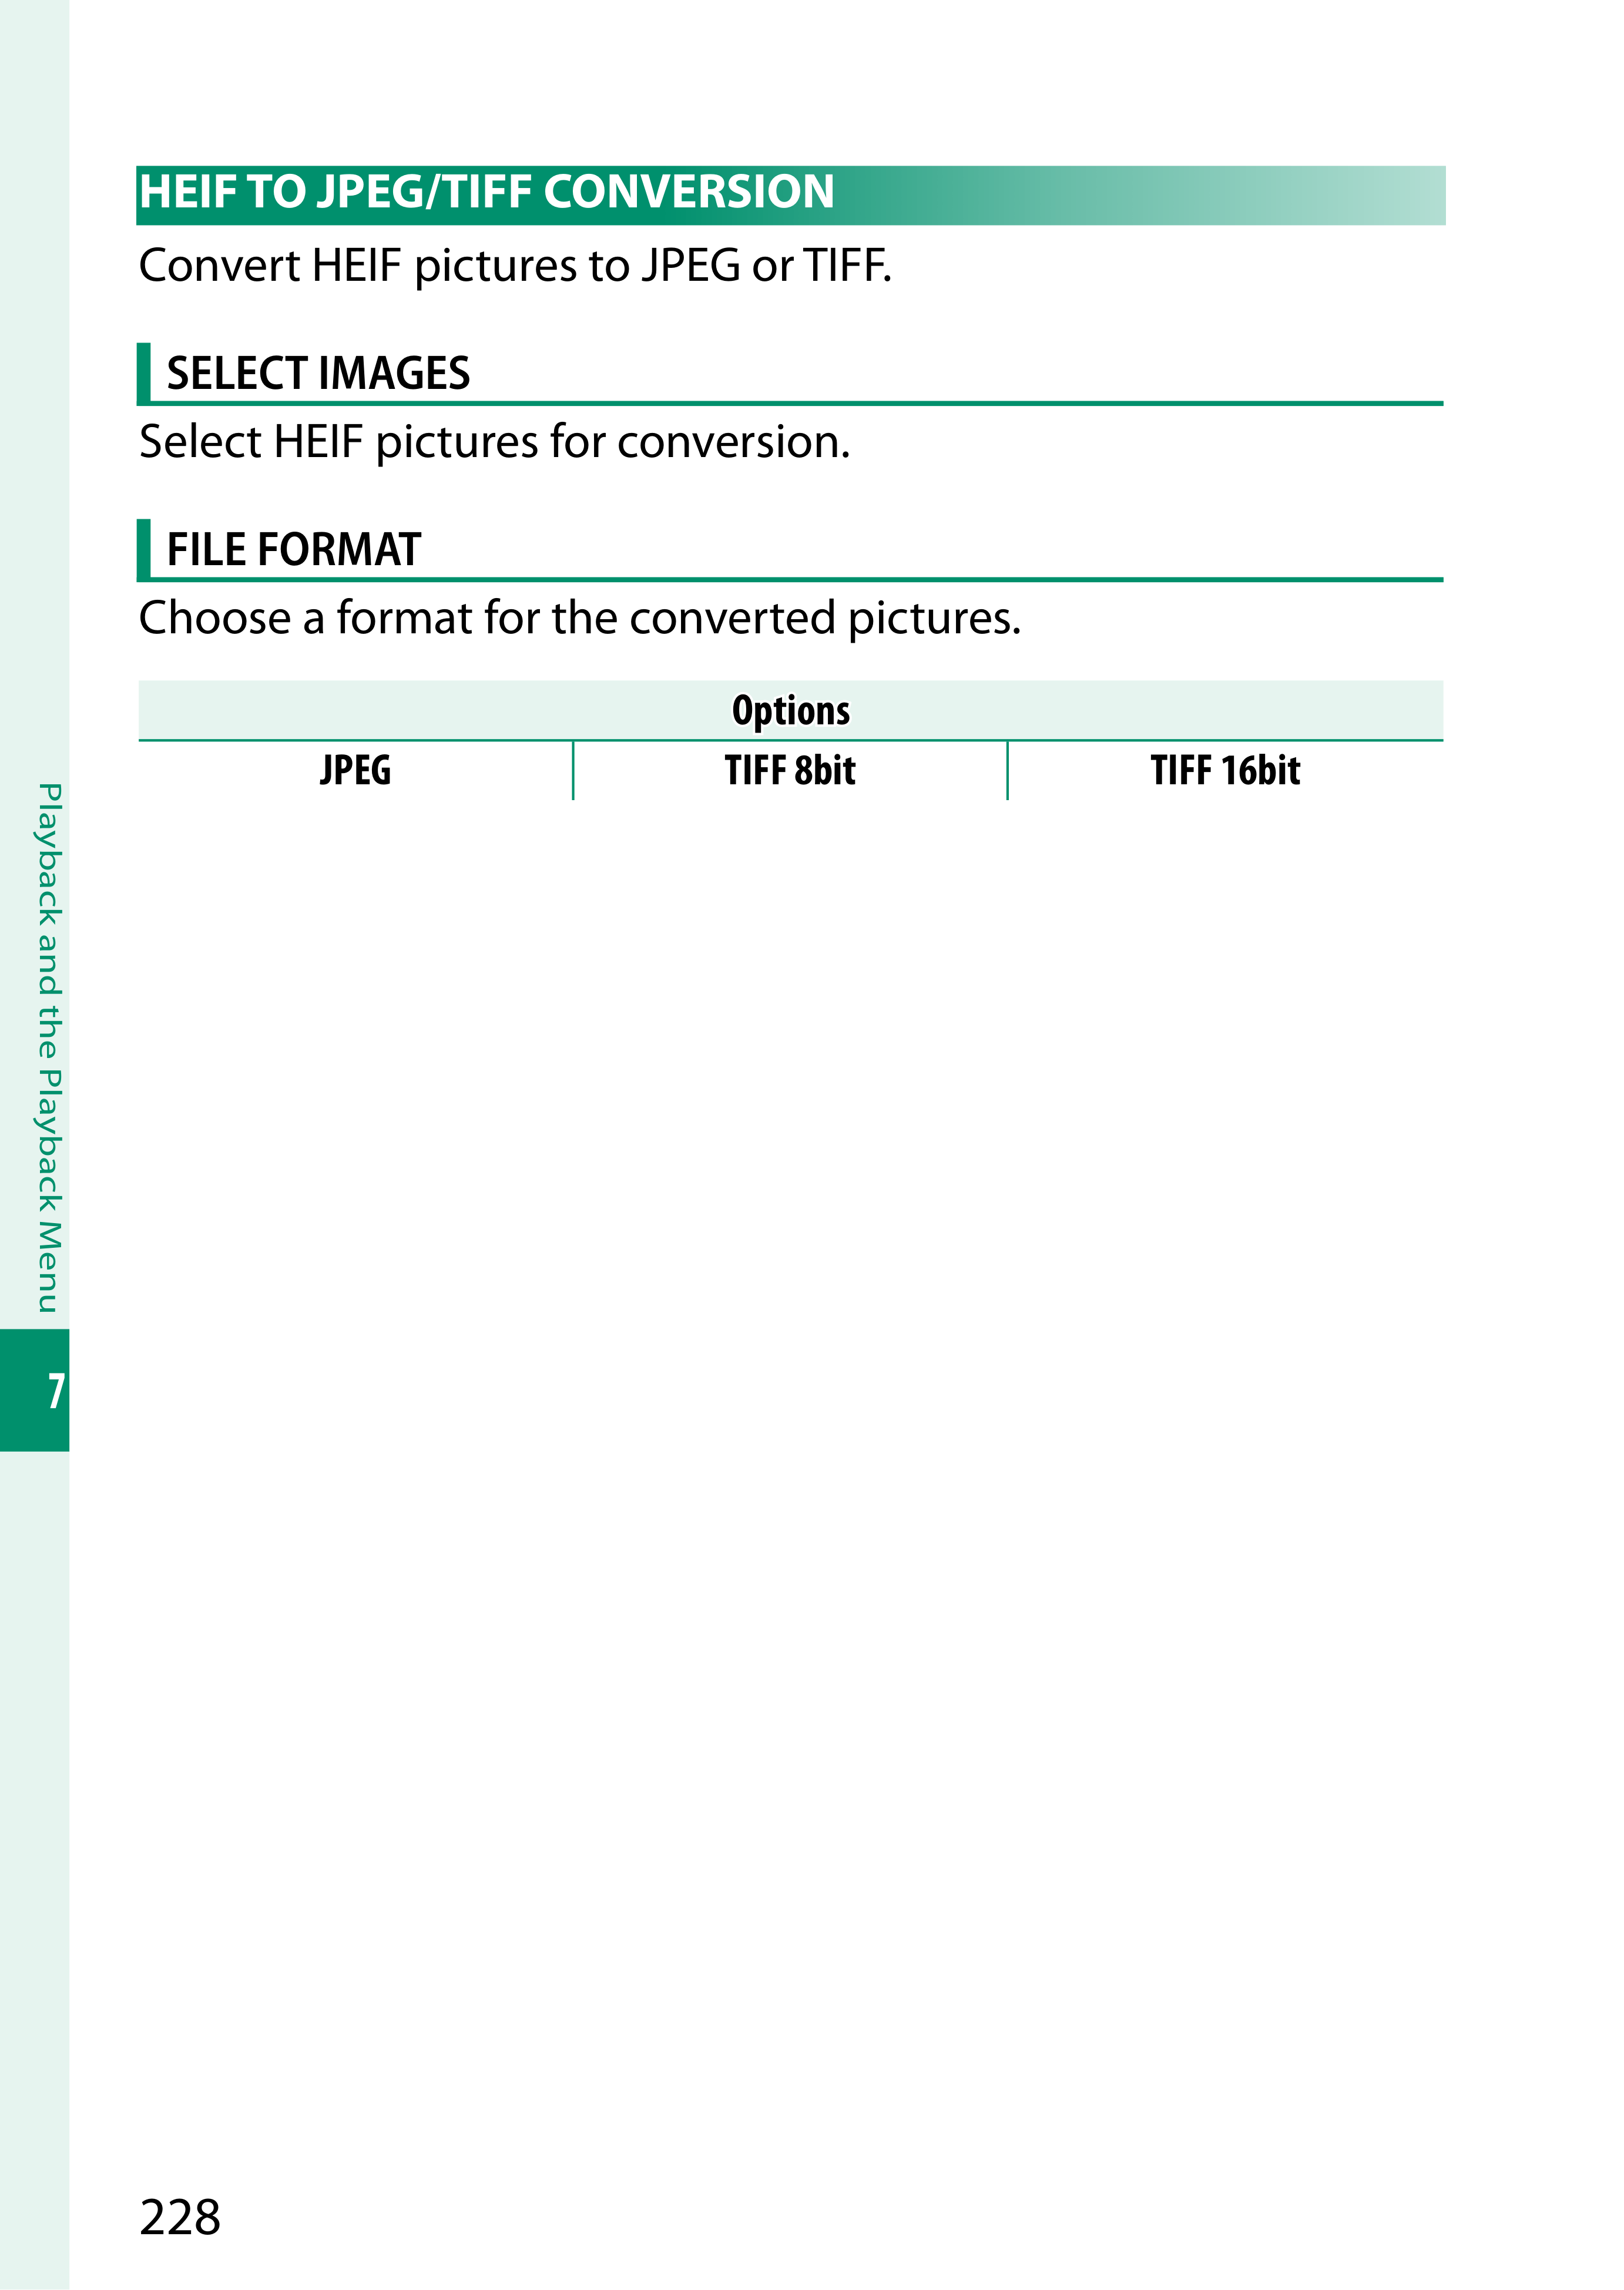 HEIF TO JPEG/TIFF CONVERSION
Convert HEIF pictures to JPEG or TIFF.
SELECT IMAGES
Select HEIF pictures for conversion.
FILE FORMAT
Choose a format for the converted pictures.
Options
JPEG TIFF 8bit TIFF 16bit
Playback and the Playback Menu
7
228